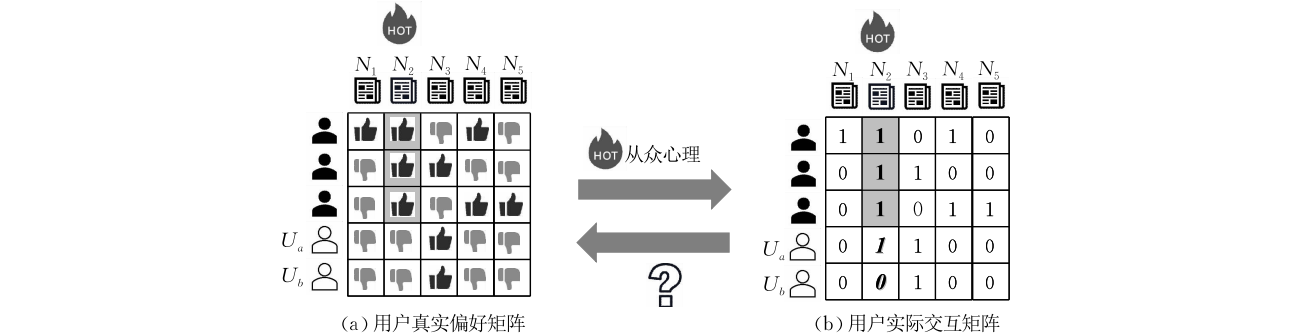 HOT
HOT
N1 N2 N3 N4 N5
N1 N2 N3 N4 N5
HOT 从众心理
1 1 0 1 0
0 1 1 0 0
0 1 0 1 1
Ua
Ua 0 1 1 0 0
Ub
Ub 0 0 1 0 0
?
(a) 用户真实偏好矩阵
(b) 用户实际交互矩阵